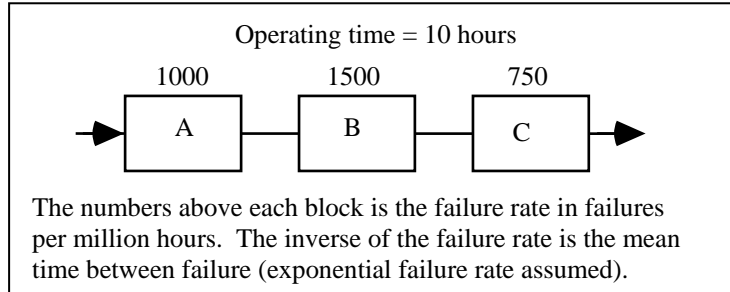 Operating time = 10 hours
1000 1500 750
A B C
The numbers above each block is the failure rate in failures
per million hours. The inverse of the failure rate is the mean
time between failure (exponential failure rate assumed).